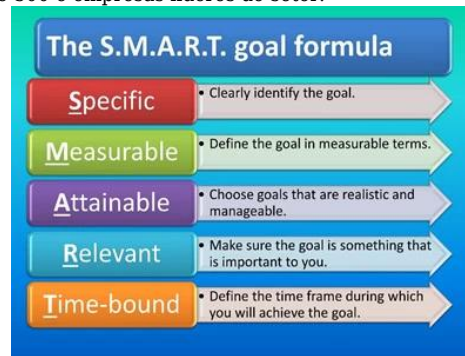 The S.M.A.R.T. goal formula
Specific
• Clearly identify the goal.
Measurable
• Define the goal in measurable terms.
Attainable
• Choose goals that are realistic and
manageable.
Relevant
• Make sure the goal is something that
is important to you.
Time-bound
• Define the time frame during which
you will achieve the goal.